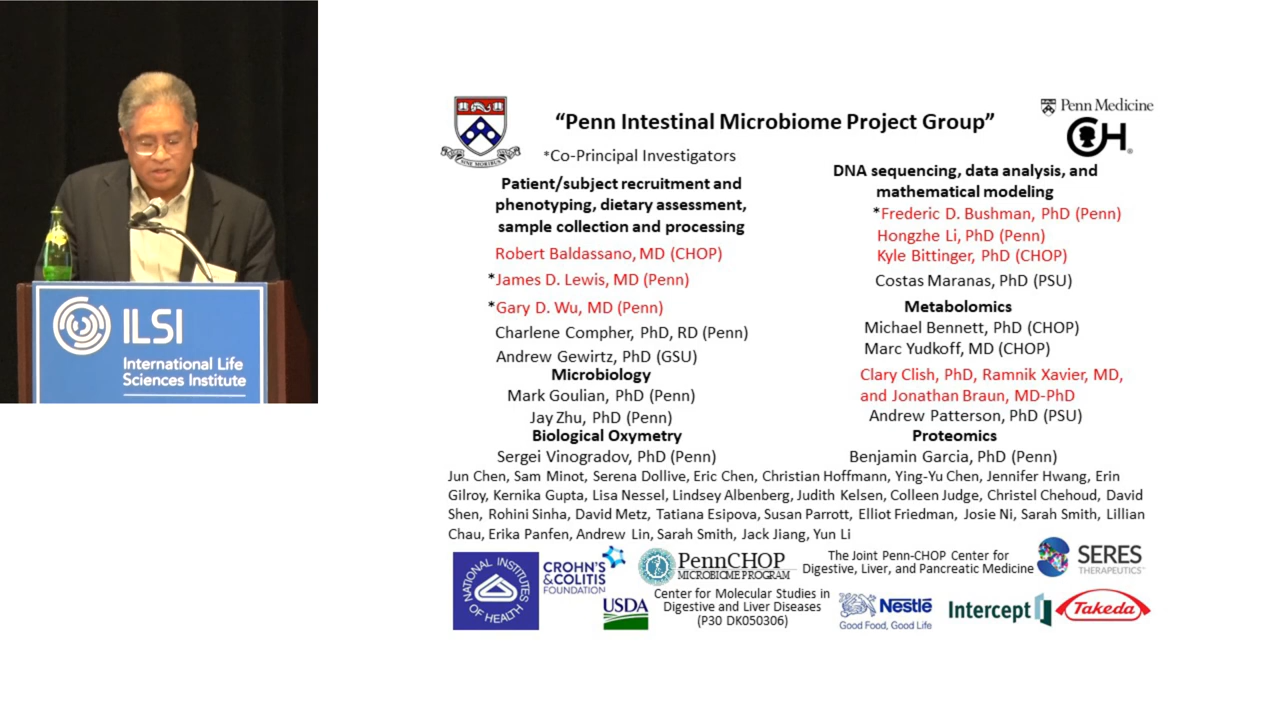 ILSI
International Life
Sciences Institute
"Penn Intestinal Microbiome Project Group"
*Co-Principal Investigators
Penn Medicine
CH
Patient/subject recruitment and
phenotyping, dietary assessment,
sample collection and processing
Robert Baldassano, MD (CHOP)
*James D. Lewis, MD (Penn)
*Gary D. Wu, MD (Penn)
Charlene Compher, PhD, RD (Penn)
Andrew Gewirtz, PhD (GSU)
Microbiology
Mark Goulian, PhD (Penn)
Jay Zhu, PhD (Penn)
Biological Oxymetry
Sergei Vinogradov, PhD (Penn)
DNA sequencing, data analysis, and
mathematical modeling
*Frederic D. Bushman, PhD (Penn)
Hongzhe Li, PhD (Penn)
Kyle Bittinger, PhD (CHOP)
Costas Maranas, PhD (PSU)
Metabolomics
Michael Bennett, PhD (CHOP)
Marc Yudkoff, MD (CHOP)
Clary Clish, PhD, Ramnik Xavier, MD,
and Jonathan Braun, MD-PhD
Andrew Patterson, PhD (PSU)
Proteomics
Benjamin Garcia, PhD (Penn)
Jun Chen, Sam Minot, Serena Dollive, Eric Chen, Christian Hoffmann, Ying-Yu Chen, Jennifer Hwang, Erin
Gilroy, Kernika Gupta, Lisa Nessel, Lindsey Albenberg, Judith Kelsen, Colleen Judge, Christel Chehoud, David
Shen, Rohini Sinha, David Metz, Tatiana Esipova, Susan Parrott, Elliot Friedman, Josie Ni, Sarah Smith, Lillian
Chau, Erika Panfen, Andrew Lin, Sarah Smith, Jack Jiang, Yun Li
NATIONAL INSTITUTES OF HEALTH
CROHN'S
&COLITIS
FOUNDATION
USDA
PennCHOP
MICROBIOME PROGRAM
Center for Molecular Studies in
Digestive and Liver Diseases
(P30 DK050306)
The Joint Penn-CHOP Center for
Digestive, Liver, and Pancreatic Medicine
SERES
THERAPEUTICS
Nestlé
Good Food, Good Life
Intercept
Takeda